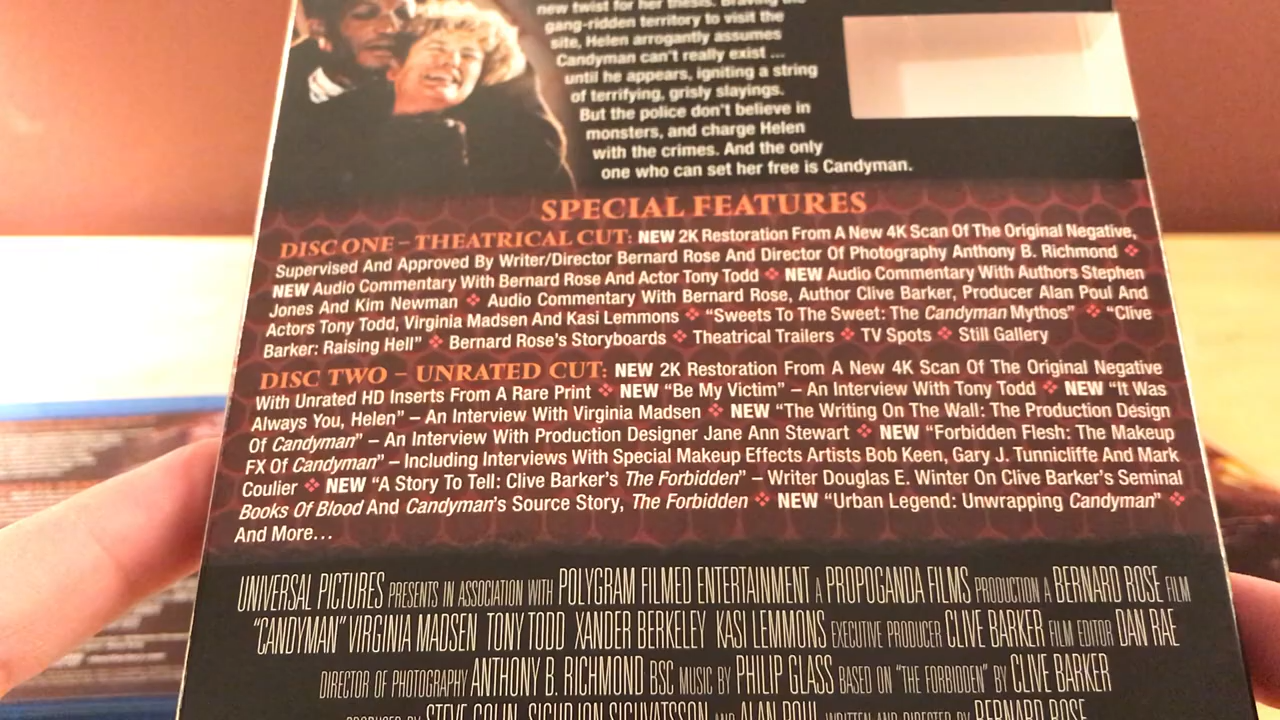 new twist for her thesis. Braving the
gang-ridden territory to visit the
site, Helen arrogantly assumes
Candyman can't really exist ...
until he appears, igniting a string
of terrifying, grisly slayings.
But the police don't believe in
monsters, and charge Helen
with the crimes. And the only
one who can set her free is Candyman.
SPECIAL FEATURES
DISC ONE – THEATRICAL CUT: NEW 2K Restoration From A New 4K Scan Of The Original Negative,
Supervised And Approved By Writer/Director Bernard Rose And Director Of Photography Anthony B. Richmond ❖
NEW Audio Commentary With Bernard Rose And Actor Tony Todd ❖ NEW Audio Commentary With Authors Stephen
Jones And Kim Newman ❖ Audio Commentary With Bernard Rose, Author Clive Barker, Producer Alan Poul And
Actors Tony Todd, Virginia Madsen And Kasi Lemmons ❖ "Sweets To The Sweet: The Candyman Mythos" ❖ "Clive
Barker: Raising Hell" ❖ Bernard Rose's Storyboards ❖ Theatrical Trailers ❖ TV Spots ❖ Still Gallery
DISC TWO – UNRATED CUT: NEW 2K Restoration From A New 4K Scan Of The Original Negative
With Unrated HD Inserts From A Rare Print ❖ NEW "Be My Victim" – An Interview With Tony Todd ❖ NEW "It Was
Always You, Helen" – An Interview With Virginia Madsen ❖ NEW "The Writing On The Wall: The Production Design
Of Candyman" – An Interview With Production Designer Jane Ann Stewart ❖ NEW "Forbidden Flesh: The Makeup
FX Of Candyman" – Including Interviews With Special Makeup Effects Artists Bob Keen, Gary J. Tunnicliffe And Mark
Coulier ❖ NEW "A Story To Tell: Clive Barker's The Forbidden" – Writer Douglas E. Winter On Clive Barker's Seminal
Books Of Blood And Candyman's Source Story, The Forbidden ❖ NEW "Urban Legend: Unwrapping Candyman" ❖
And More...
UNIVERSAL PICTURES PRESENTS IN ASSOCIATION WITH POLYGRAM FILMED ENTERTAINMENT A PROPOGANDA FILMS PRODUCTION A BERNARD ROSE FILM
"CANDYMAN" VIRGINIA MADSEN TONY TODD XANDER BERKELEY KASI LEMMONS EXECUTIVE PRODUCER CLIVE BARKER FILM EDITOR DAN RAE
DIRECTOR OF PHOTOGRAPHY ANTHONY B. RICHMOND BSC MUSIC BY PHILIP GLASS BASED ON "THE FORBIDDEN" BY CLIVE BARKER
PRODUCED BY STEVE GOLIN, SIGURJON SIGHVATSSON AND ALAN POUL WRITTEN AND DIRECTED BY BERNARD ROSE